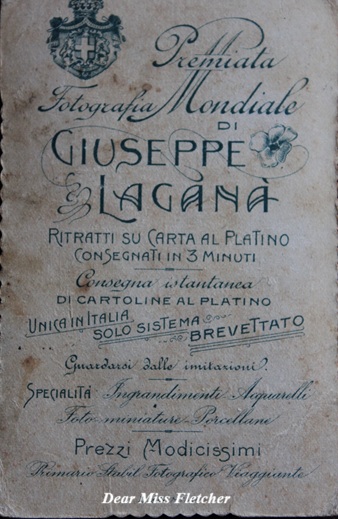 Premiata
Fotografia Mondiale
DI
GIUSEPPE
LAGANÀ
RITRATTI SU CARTA AL PLATINO
CONSEGNATI IN 3 MINUTI
Consegna istantanea
DI CARTOLINE AL PLATINO
UNICA IN ITALIA
SOLO SISTEMA
BREVETTATO
Guardarsi dalle imitazioni.
SPECIALITÀ Ingrandimenti Acquarelli
Foto miniature Porcellane
Prezzi Modicissimi
Primario Stabil. Fotografico Viaggiante
Dear Miss Fletcher